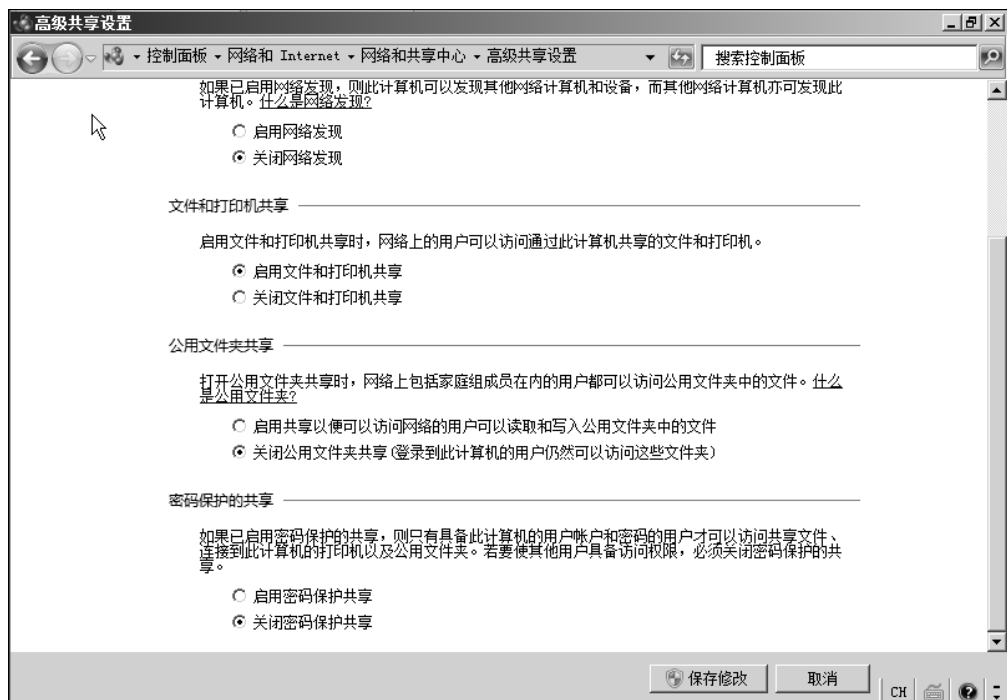 高级共享设置
控制面板 网络和 Internet 网络和共享中心 高级共享设置
搜索控制面板
如果已启用网络发现，则此计算机可以发现其他网络计算机和设备，而其他网络计算机亦可发现此
计算机。什么是网络发现?
启用网络发现
关闭网络发现
文件和打印机共享
启用文件和打印机共享时，网络上的用户可以访问通过此计算机共享的文件和打印机。
启用文件和打印机共享
关闭文件和打印机共享
公用文件夹共享
打开公用文件夹共享时，网络上包括家庭组成员在内的用户都可以访问公用文件夹中的文件。什么
是公用文件夹?
启用共享以便可以访问网络的用户可以读取和写入公用文件夹中的文件
关闭公用文件夹共享(登录到此计算机的用户仍然可以访问这些文件夹)
密码保护的共享
如果已启用密码保护的共享，则只有具备此计算机的用户帐户和密码的用户才可以访问共享文件、
连接到此计算机的打印机以及公用文件夹。若要使其他用户具备访问权限，必须关闭密码保护的共
享。
启用密码保护共享
关闭密码保护共享
保存修改
取消
CH